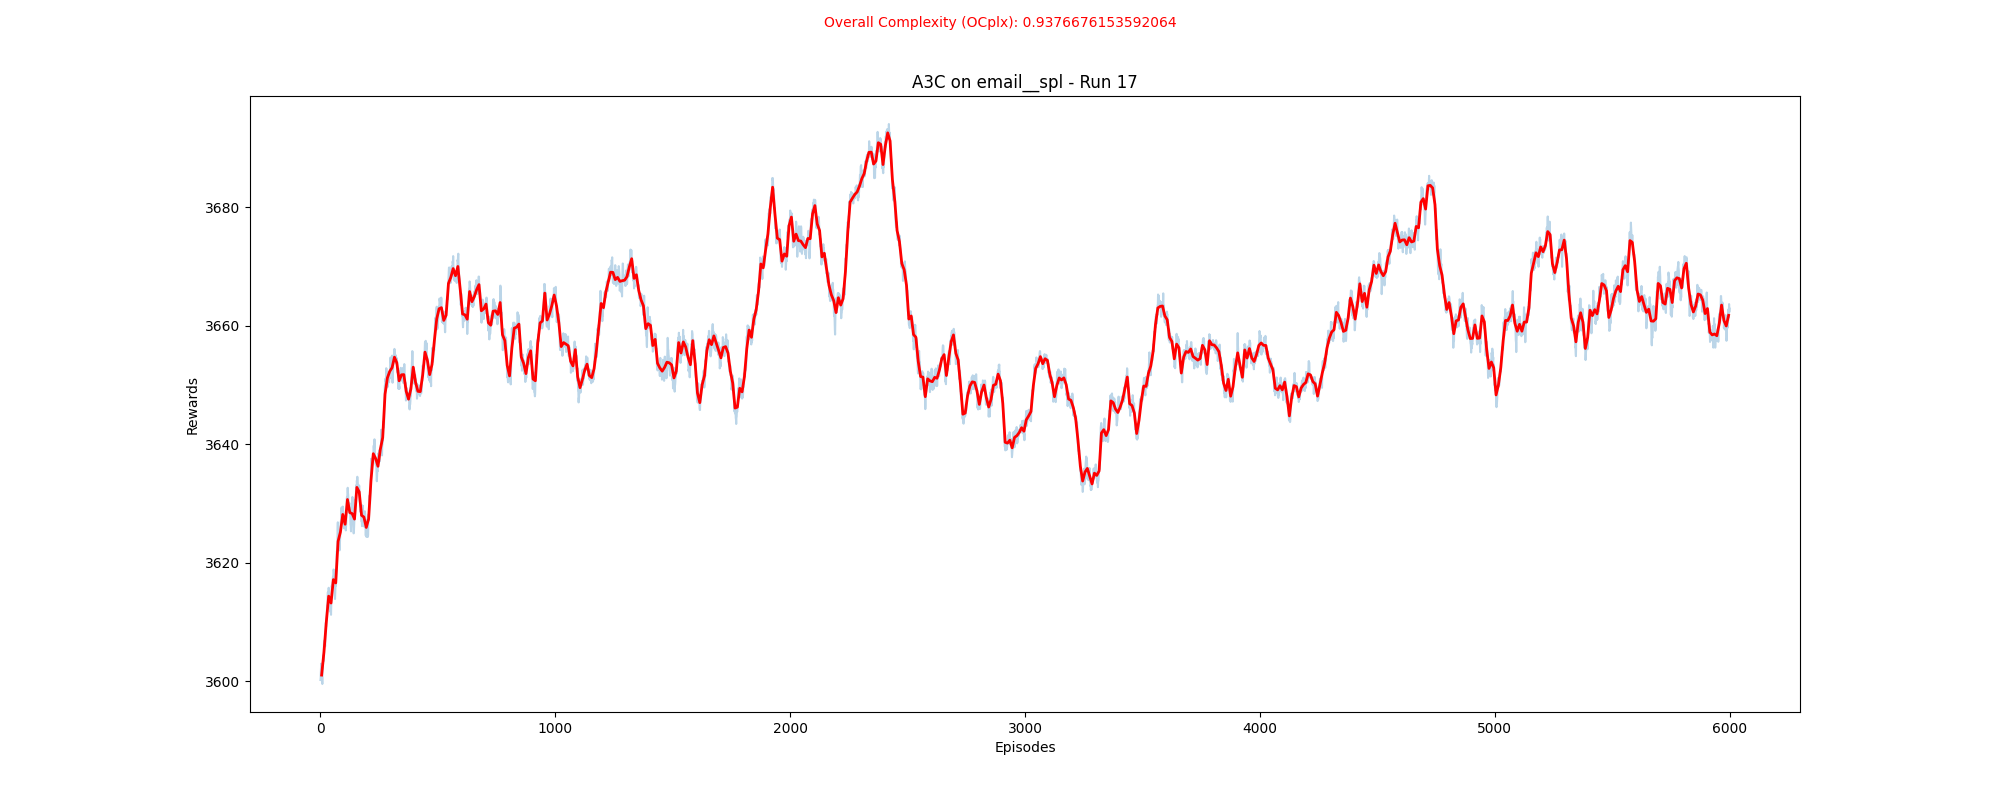 Overall Complexity (OCplx): 0.9376676153592064
A3C on email__spl - Run 17
Rewards
3680
3660
3640
3620
3600
0 1000 2000 3000 4000 5000 6000
Episodes